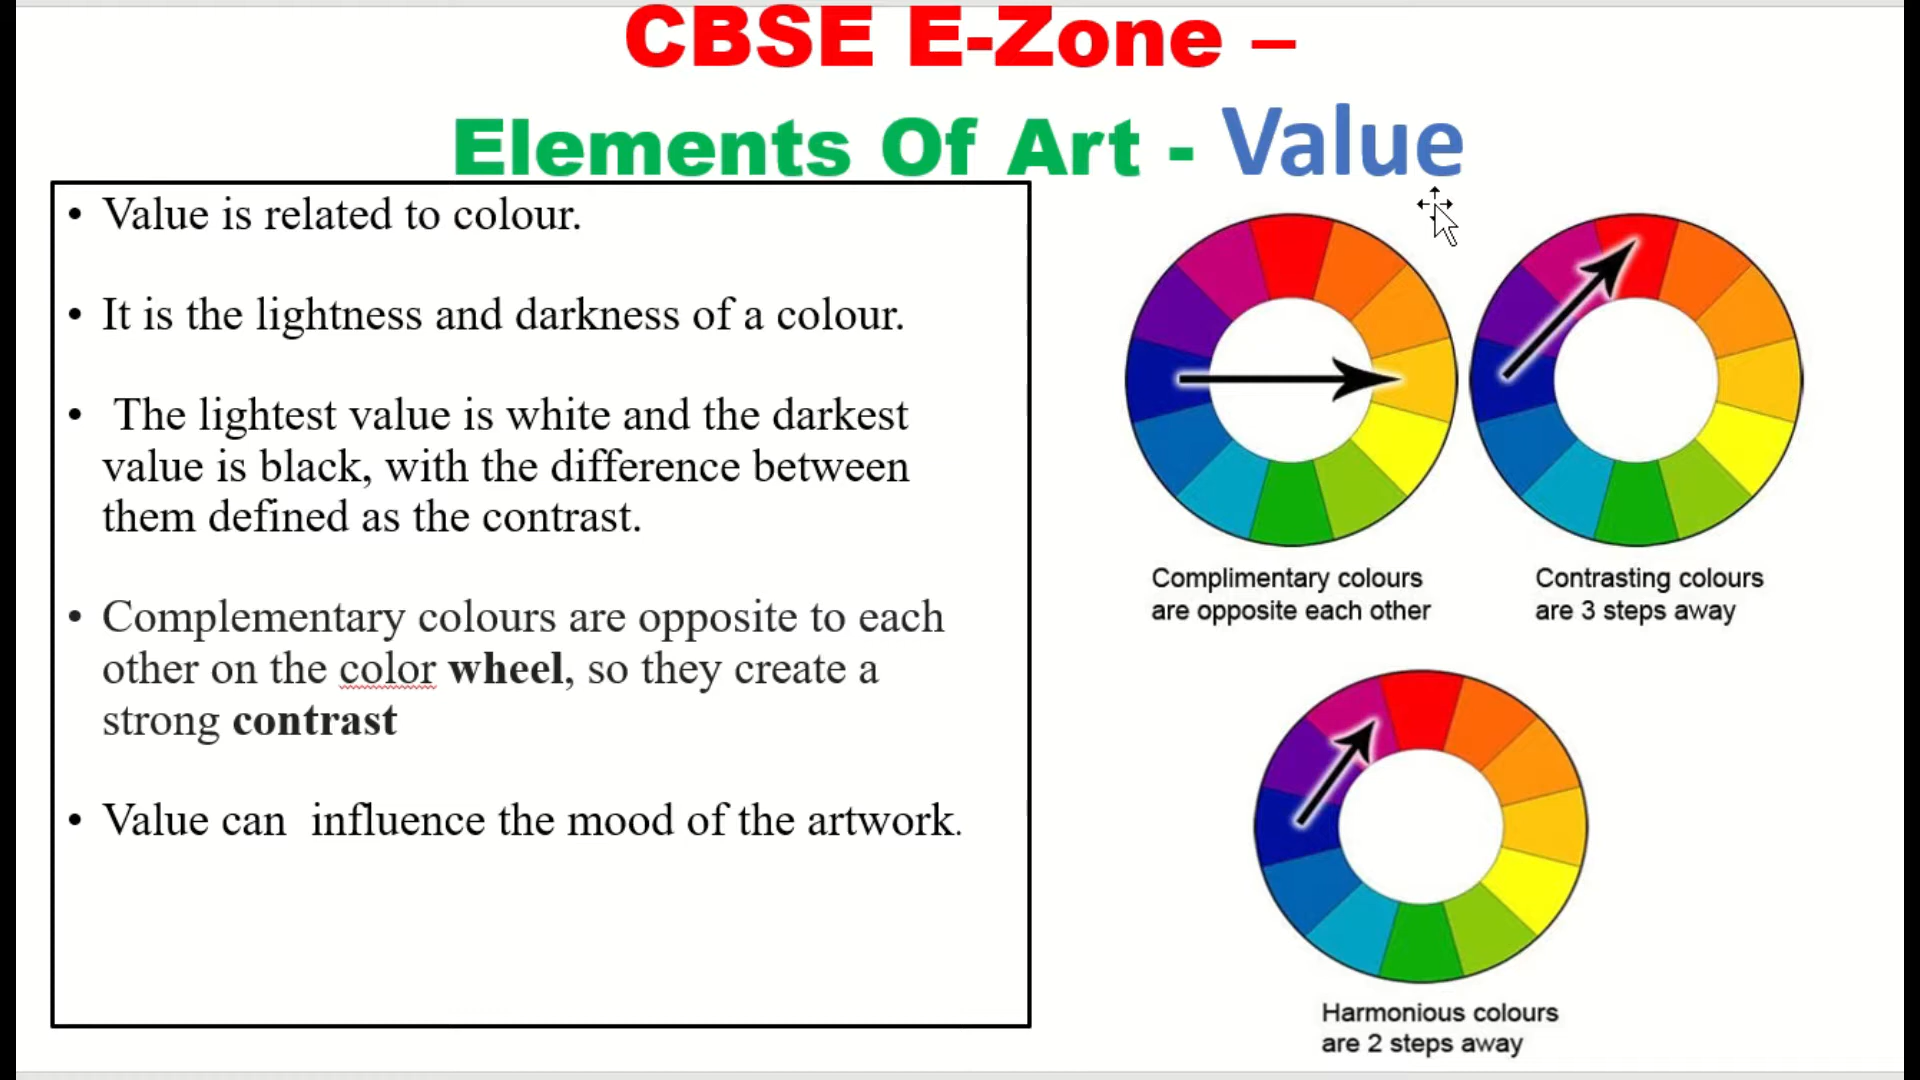 CBSE E-Zone –
Elements Of Art - Value
• Value is related to colour.
• It is the lightness and darkness of a colour.
• The lightest value is white and the darkest
value is black, with the difference between
them defined as the contrast.
• Complementary colours are opposite to each
other on the color wheel, so they create a
strong contrast
• Value can influence the mood of the artwork.
Complimentary colours
are opposite each other
Contrasting colours
are 3 steps away
Harmonious colours
are 2 steps away